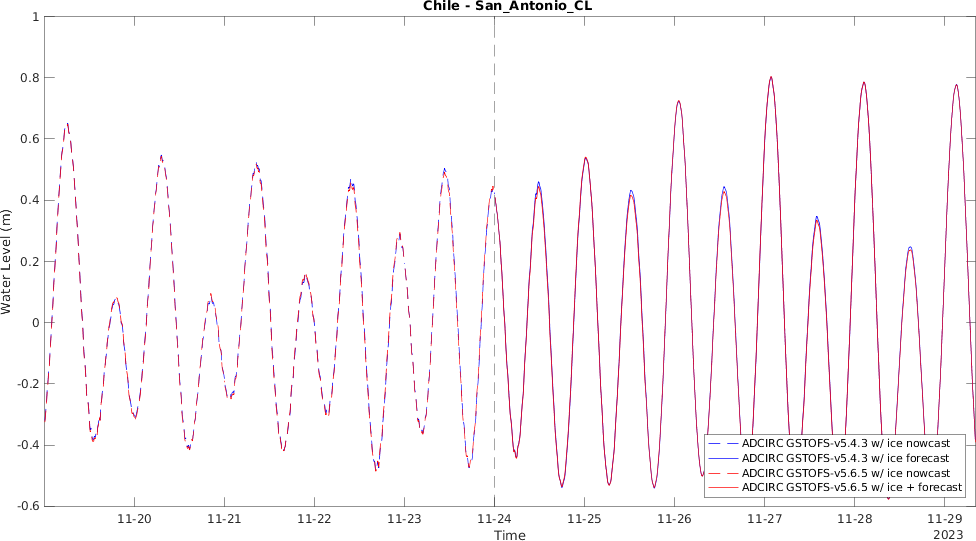 Chile - San_Antonio_CL
1
0.8
0.6
0.4
0.2
0
-0.2
-0.4
-0.6
Water Level (m)
ADCIRC GSTOFS-v5.4.3 w/ ice nowcast
ADCIRC GSTOFS-v5.4.3 w/ ice forecast
ADCIRC GSTOFS-v5.6.5 w/ ice nowcast
ADCIRC GSTOFS-v5.6.5 w/ ice + forecast
11-20 11-21 11-22 11-23 11-24 11-25 11-26 11-27 11-28 11-29
Time
2023